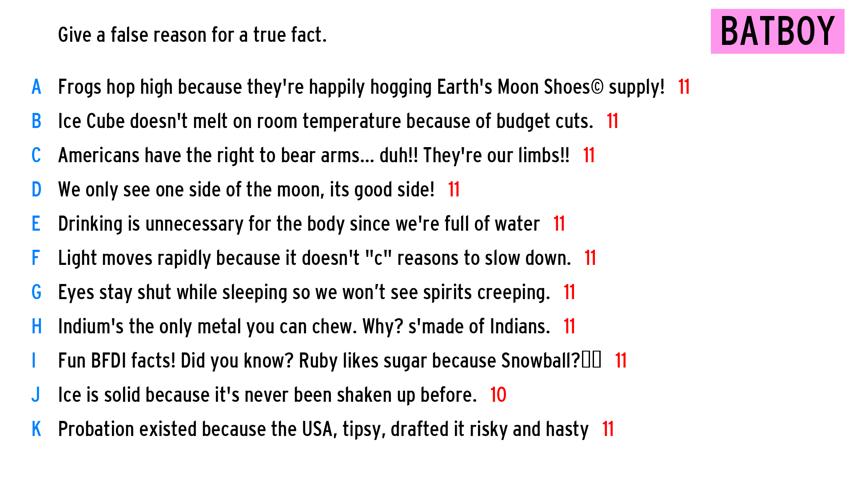 Give a false reason for a true fact.
BATBOY
A Frogs hop high because they're happily hogging Earth's Moon Shoes© supply! 11
B Ice Cube doesn't melt on room temperature because of budget cuts. 11
C Americans have the right to bear arms... duh!! They're our limbs!! 11
D We only see one side of the moon, its good side! 11
E Drinking is unnecessary for the body since we're full of water 11
F Light moves rapidly because it doesn't "c" reasons to slow down. 11
G Eyes stay shut while sleeping so we won’t see spirits creeping. 11
H Indium's the only metal you can chew. Why? s'made of Indians. 11
I Fun BFDI facts! Did you know? Ruby likes sugar because Snowball?▯▯ 11
J Ice is solid because it's never been shaken up before. 10
K Probation existed because the USA, tipsy, drafted it risky and hasty 11